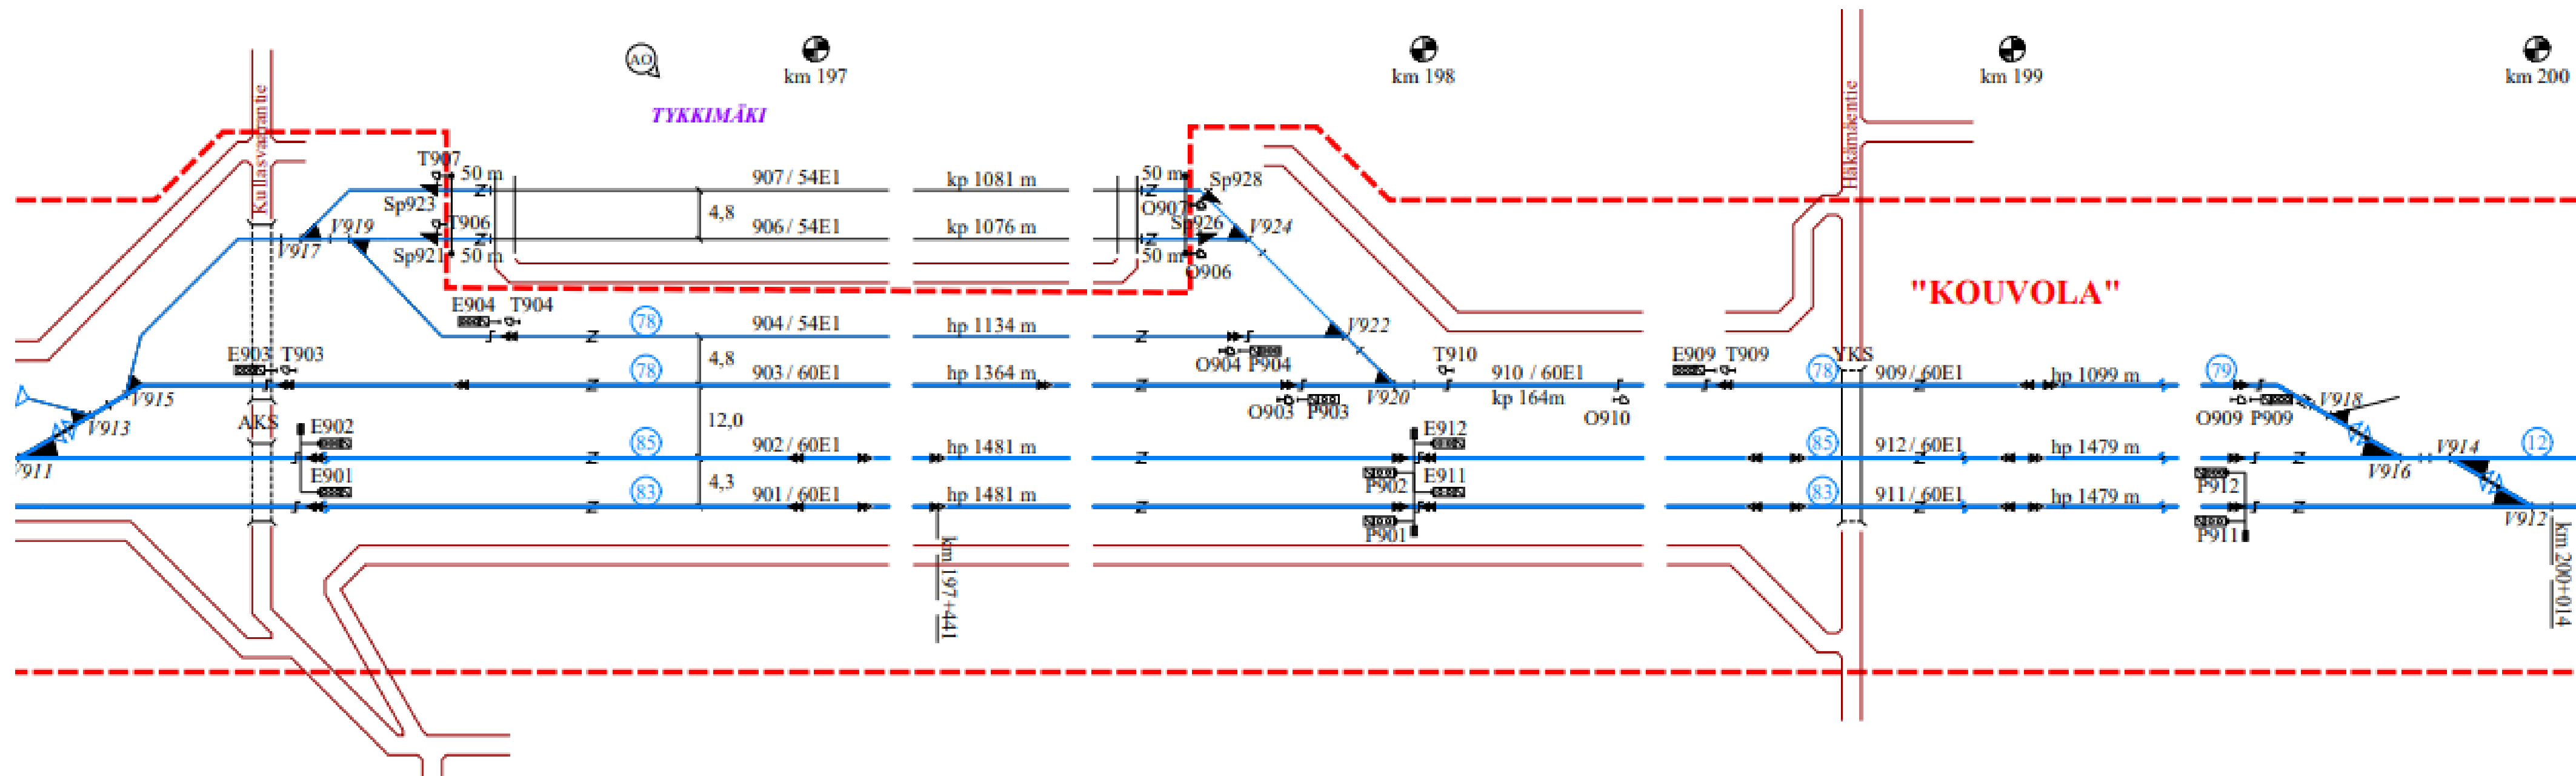 AO
km 197
km 198
km 199
km 200
TYKKIMÄKI
Kullasvaarantie
Häkämäentie
T907
50 m
907 / 54E1
kp 1081 m
50 m
Sp928
Sp923
T906
4,8
O907
Sp926
V919
906 / 54E1
kp 1076 m
V924
V917
Sp921
50 m
50 m
O906
"KOUVOLA"
E904
T904
78
904 / 54E1
hp 1134 m
V922
E903
T903
4,8
O904
P904
T910
E909
T909
YKS
78
903 / 60E1
hp 1364 m
910 / 60E1
78
909 / 60E1
hp 1099 m
79
V915
kp 164m
V918
O903
P903
V920
O910
O909
P909
V913
AKS
E902
12,0
E912
85
902 / 60E1
hp 1481 m
85
912 / 60E1
hp 1479 m
V914
12
V911
E901
P902
E911
P912
V916
83
4,3
901 / 60E1
hp 1481 m
83
911 / 60E1
hp 1479 m
P901
P911
V912
km 197+441
km 200+014